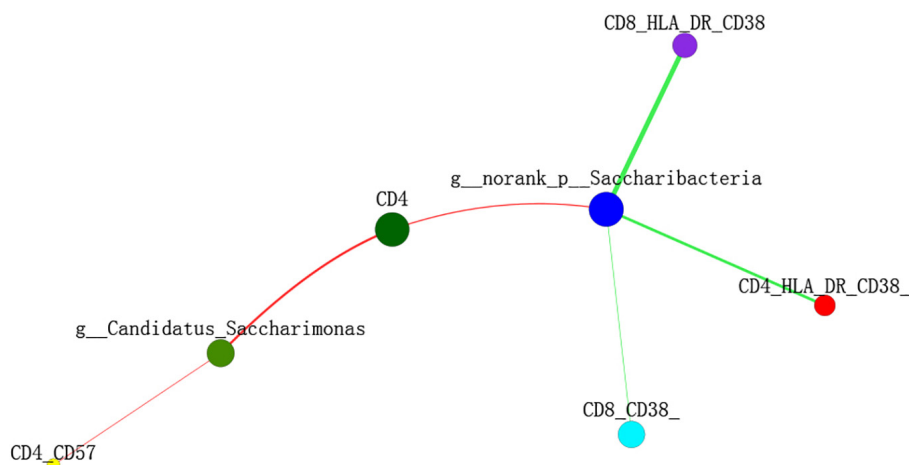 CD8_HLA_DR_CD38
g__norank_p__Saccharibacteria
CD4
CD4_HLA_DR_CD38_
g__Candidatus_Saccharimonas
CD8_CD38_
CD4_CD57